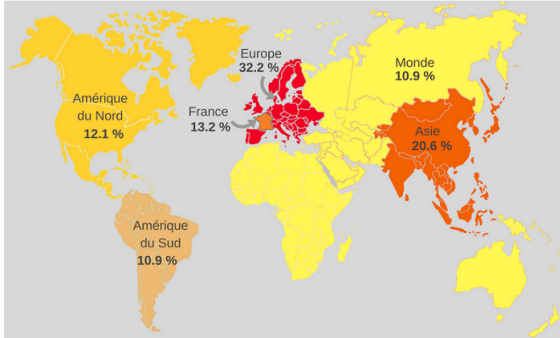 Europe
32.2 %
Monde
10.9 %
Amérique
du Nord
12.1 %
France
13.2 %
Asie
20.6 %
Amérique
du Sud
10.9 %